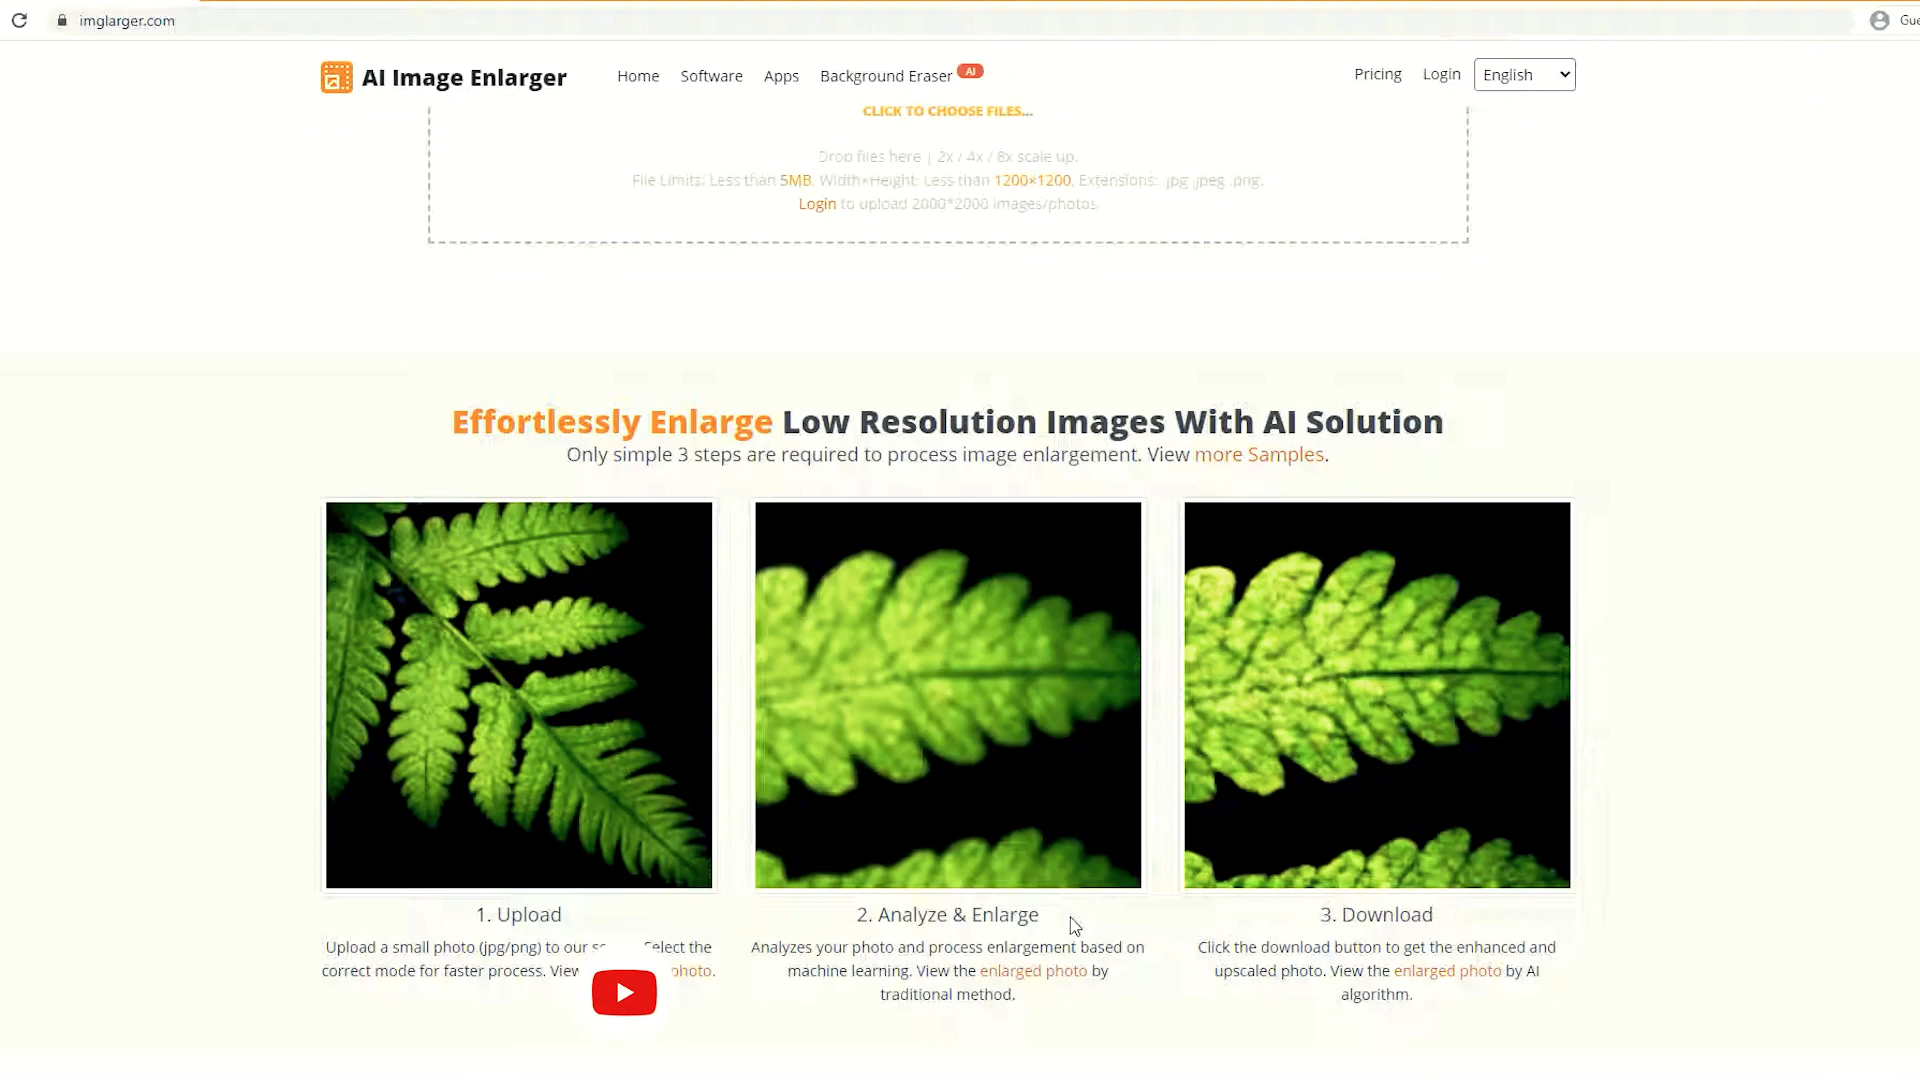 imglarger.com
AI Image Enlarger
Home
Software
Apps
Background Eraser
AI
Pricing
Login
English
CLICK TO CHOOSE FILES...
Drop files here | 2x / 4x / 8x scale up.
File Limits: Less than 5MB. Width×Height: Less than 1200×1200. Extensions: .jpg .jpeg .png.
Login to upload 2000*2000 images/photos.
Effortlessly Enlarge Low Resolution Images With AI Solution
Only simple 3 steps are required to process image enlargement. View more Samples.
1. Upload
Upload a small photo (jpg/png) to our Select the
correct mode for faster process. View photo.
2. Analyze & Enlarge
Analyzes your photo and process enlargement based on
machine learning. View the enlarged photo by
traditional method.
3. Download
Click the download button to get the enhanced and
upscaled photo. View the enlarged photo by AI
algorithm.